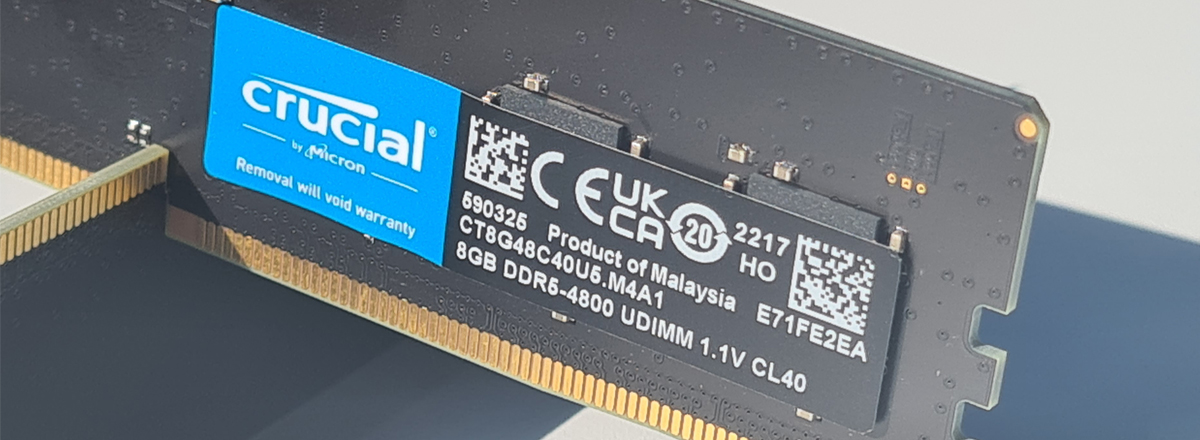 crucial®
by Micron
Removal will void warranty
CE UK CA 20 2217
HO
590325 Product of Malaysia E71FE2EA
CT8G48C40U5.M4A1
8GB DDR5-4800 UDIMM 1.1V CL40